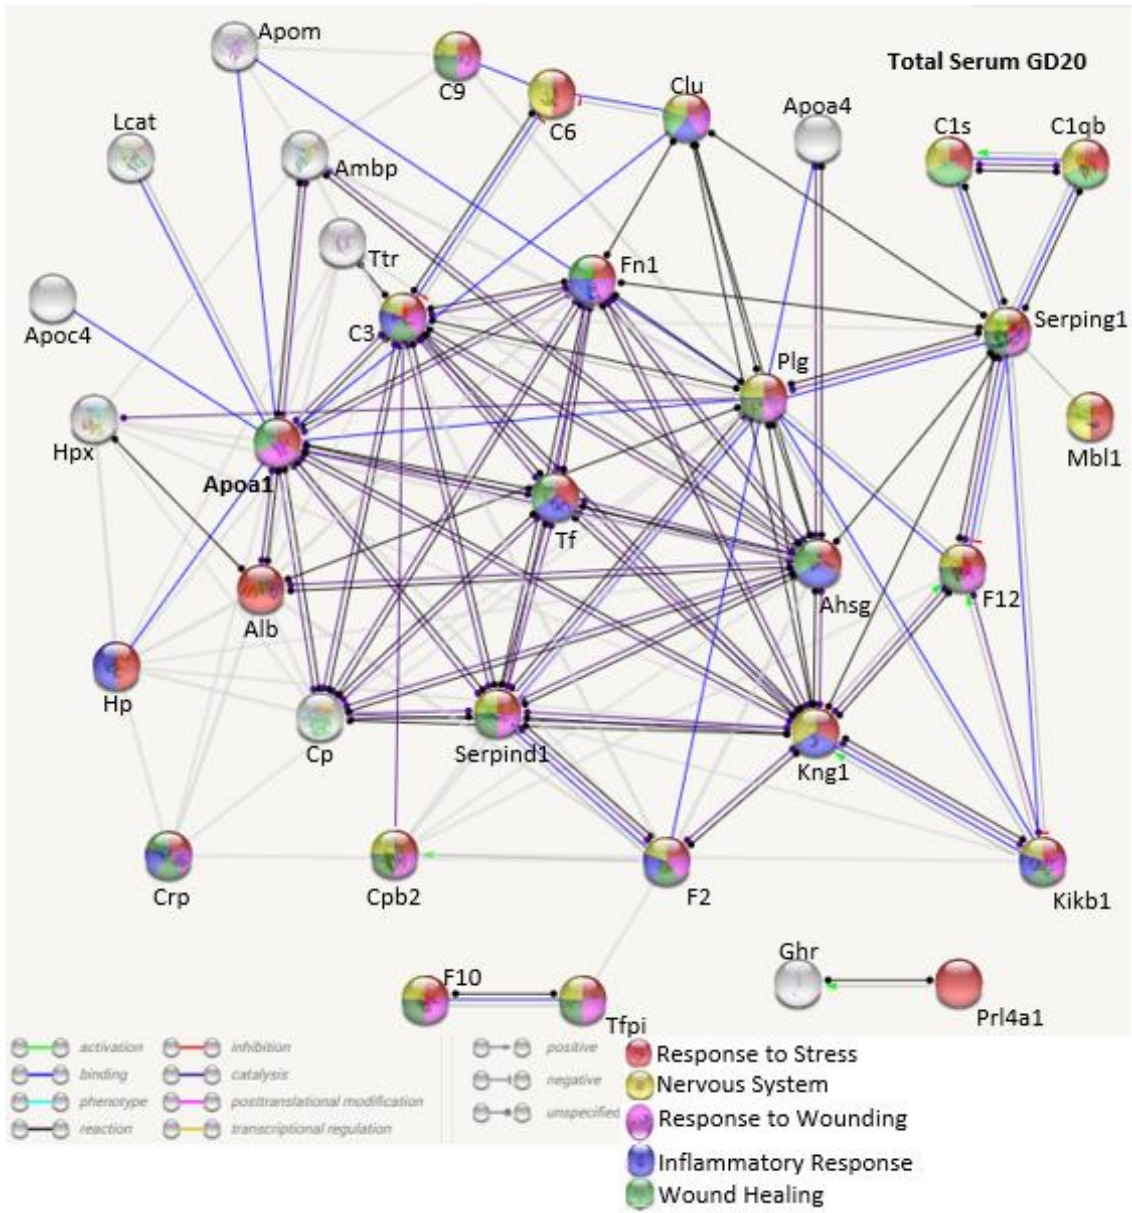 Apom
Total Serum GD20
C9
C6
Clu
Apoa4
C1s
C1qb
Lcat
Ambp
Ttr
Fn1
Serping1
Apoc4
C3
Plg
Mbl1
Hpx
Apoa1
Tf
Alb
Ahsg
F12
Hp
Cp
Serpind1
Kng1
Crp
Cpb2
F2
Kikb1
F10
Ghr
Tfpi
Prl4a1
activation
inhibition
positive
Response to Stress
binding
catalysis
negative
Nervous System
phenotype
posttranslational modification
unspecified
Response to Wounding
reaction
transcriptional regulation
Inflammatory Response
Wound Healing